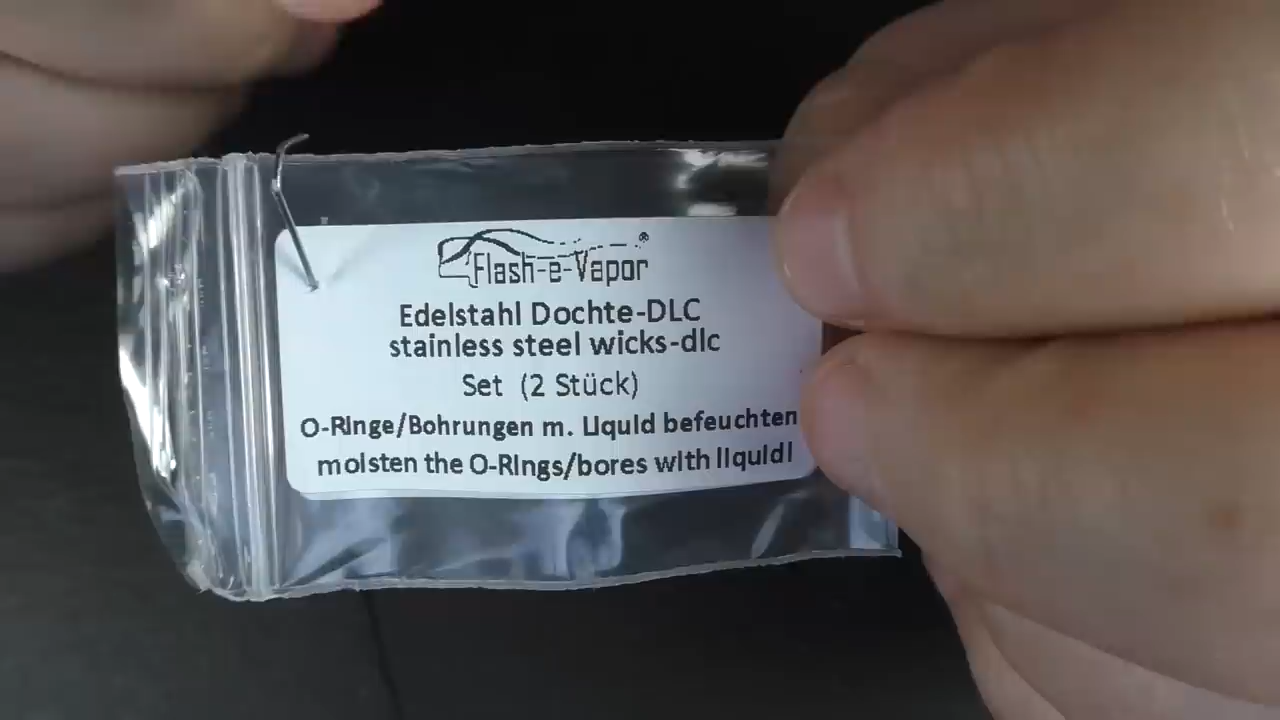 Flash-e-Vapor®
Edelstahl Dochte-DLC
stainless steel wicks-dlc
Set (2 Stück)
O-Ringe/Bohrungen m. Liquid befeuchten
moisten the O-Rings/bores with liquid!